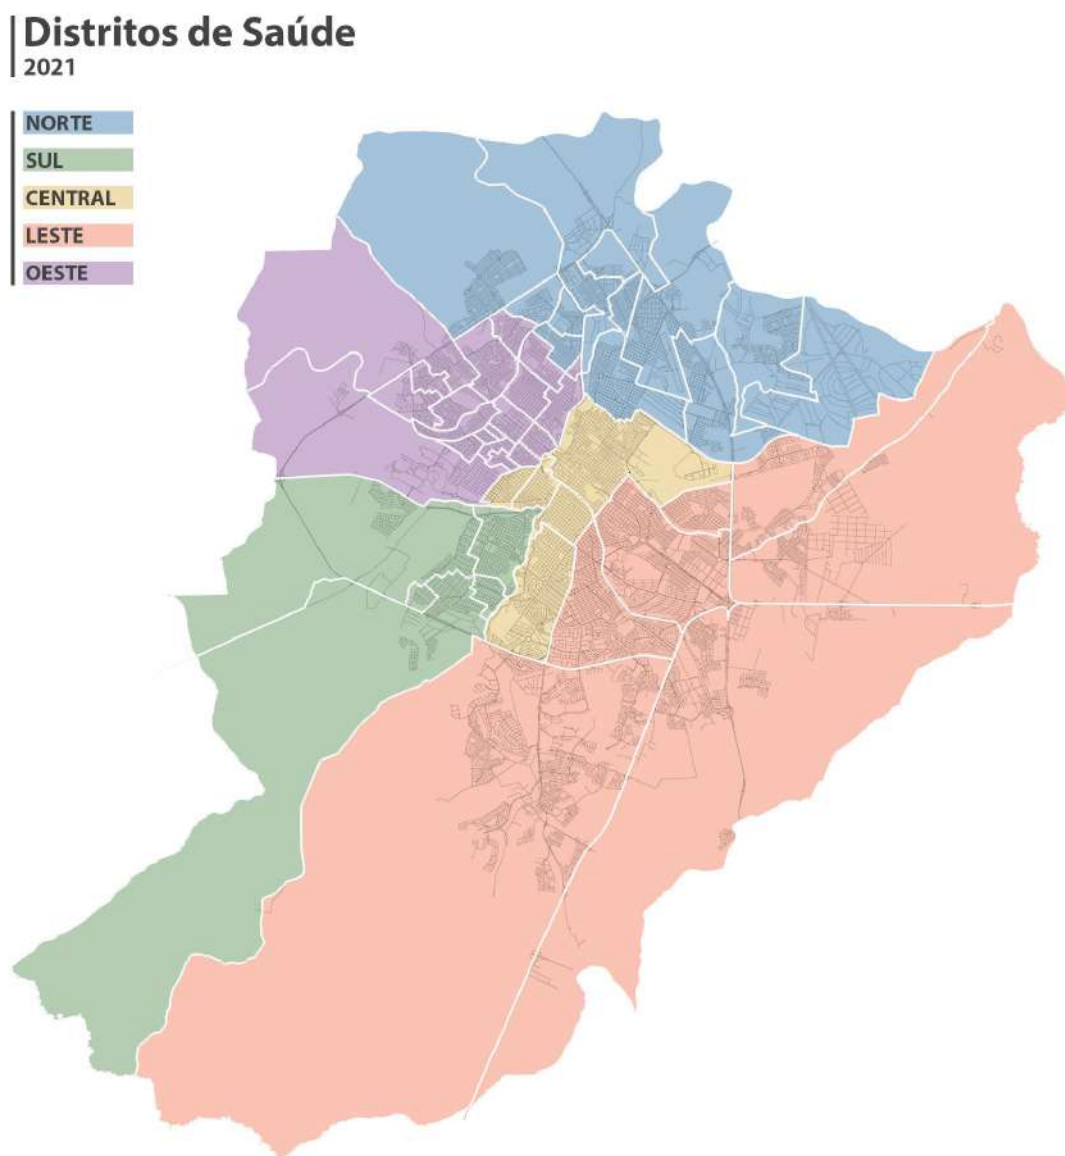 Distritos de Saúde
2021
NORTE
SUL
CENTRAL
LESTE
OESTE